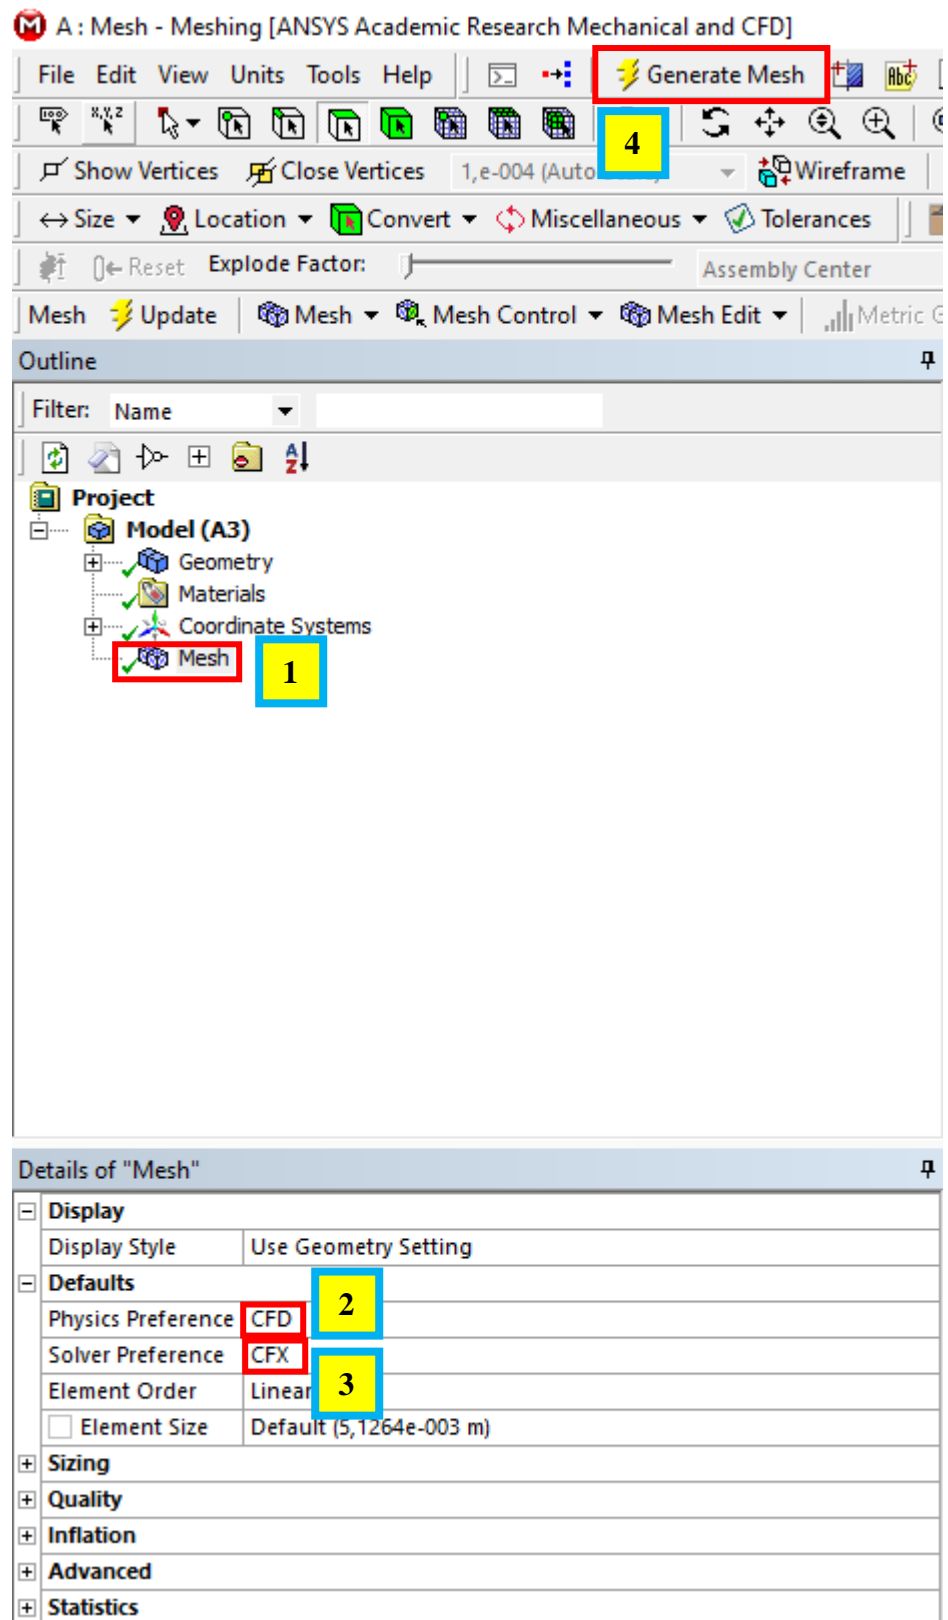 A : Mesh - Meshing [ANSYS Academic Research Mechanical and CFD]
File Edit View Units Tools Help Generate Mesh
4
Show Vertices Close Vertices 1,e-004 (Auto Wireframe
Size Location Convert Miscellaneous Tolerances
Reset Explode Factor: Assembly Center
Mesh Update Mesh Mesh Control Mesh Edit Metric G
Outline
Filter: Name
Project
Model (A3)
Geometry
Materials
Coordinate Systems
Mesh
1
Details of "Mesh"
Display
Display Style Use Geometry Setting
Defaults
2
Physics Preference CFD
Solver Preference CFX
3
Element Order Linear
Element Size Default (5,1264e-003 m)
Sizing
Quality
Inflation
Advanced
Statistics